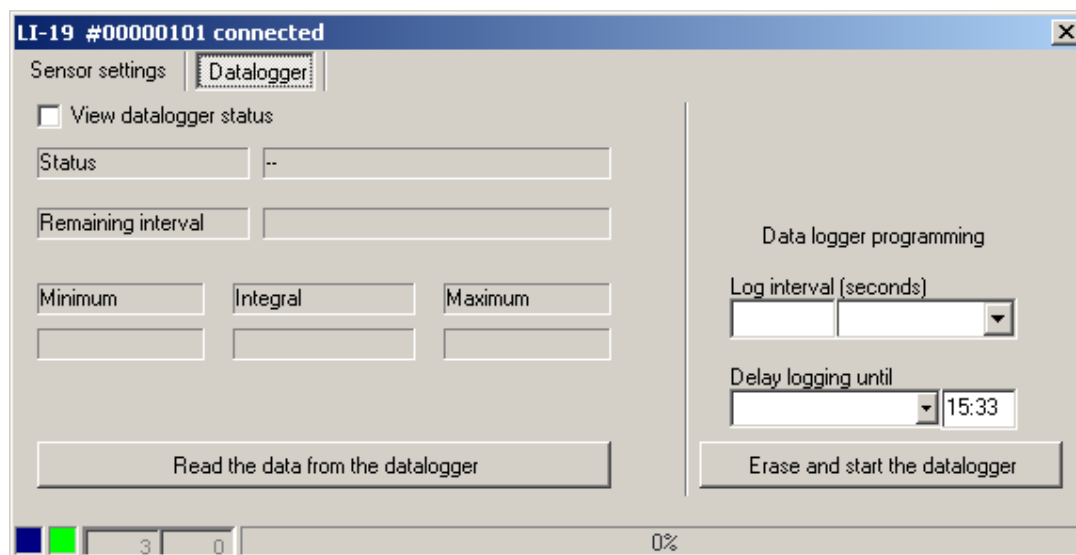 LI-19 #00000101 connected
Sensor settings
Datalogger
View datalogger status
Status
--
Remaining interval
Minimum
Integral
Maximum
Read the data from the datalogger
Data logger programming
Log interval (seconds)
Delay logging until
15:33
Erase and start the datalogger
3
0
0%